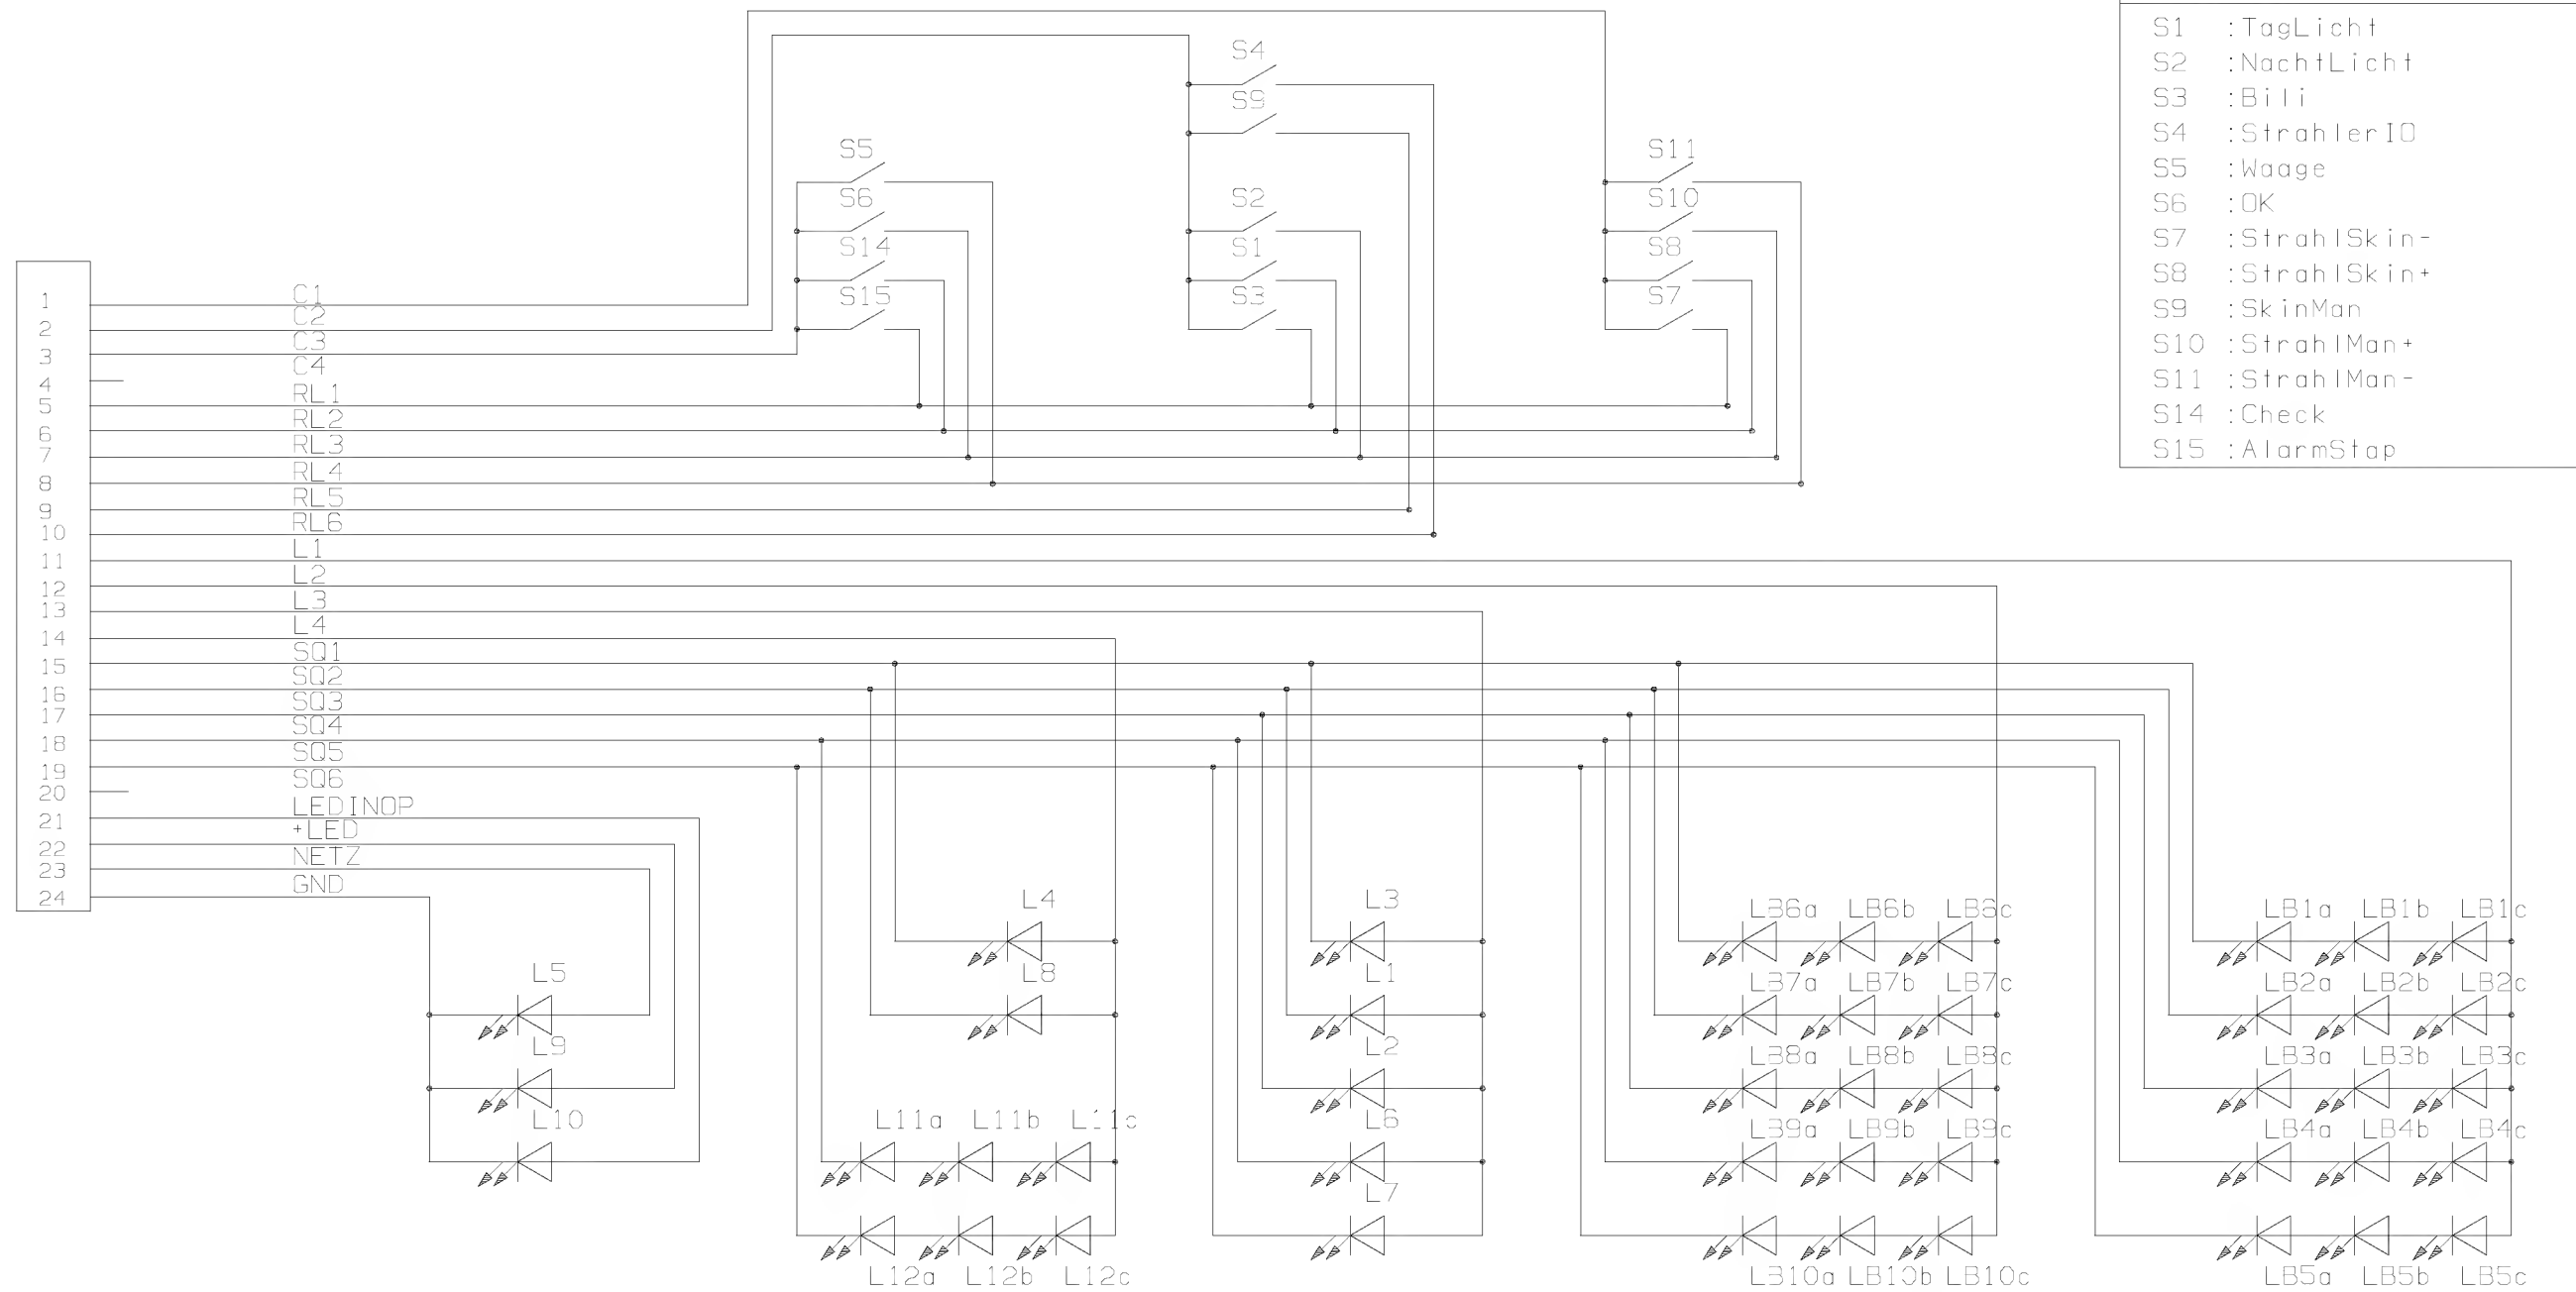 S1 :TagLicht
S2 :NachtLicht
S3 :Bili
S4 :StrahlerIO
S5 :Waage
S6 :OK
S7 :StrahlSkin-
S8 :StrahlSkin+
S9 :SkinMan
S10 :StrahlMan+
S11 :StrahlMan-
S14 :Check
S15 :AlarmStap
S4
S9
S5 S11
S6 S2 S10
S14 S1 S8
S15 S3 S7
1 C1
2 C2
3 C3
4 C4
5 RL1
6 RL2
7 RL3
8 RL4
9 RL5
10 RL6
11 L1
12 L2
13 L3
14 L4
15 SQ1
16 SQ2
17 SQ3
18 SQ4
19 SQ5
20 SQ6
21 LEDINOP
22 +LED
23 NETZ
24 GND
L4 L3 LB6a LB6b LB6c LB1a LB1b LB1c
L5 L8 L1 LB7a LB7b LB7c LB2a LB2b LB2c
L9 L2 LB8a LB8b LB8c LB3a LB3b LB3c
L10 L11a L11b L11c L6 LB9a LB9b LB9c LB4a LB4b LB4c
L7
L12a L12b L12c LB10a LB10b LB10c LB5a LB5b LB5c